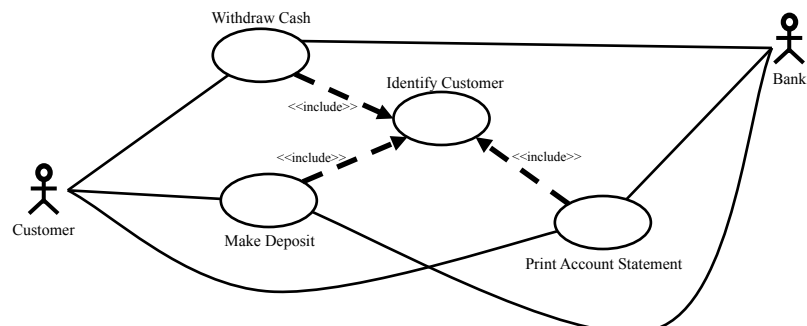 Withdraw Cash
Bank
Identify Customer
<<include>>
<<include>>
<<include>>
Customer
Make Deposit
Print Account Statement